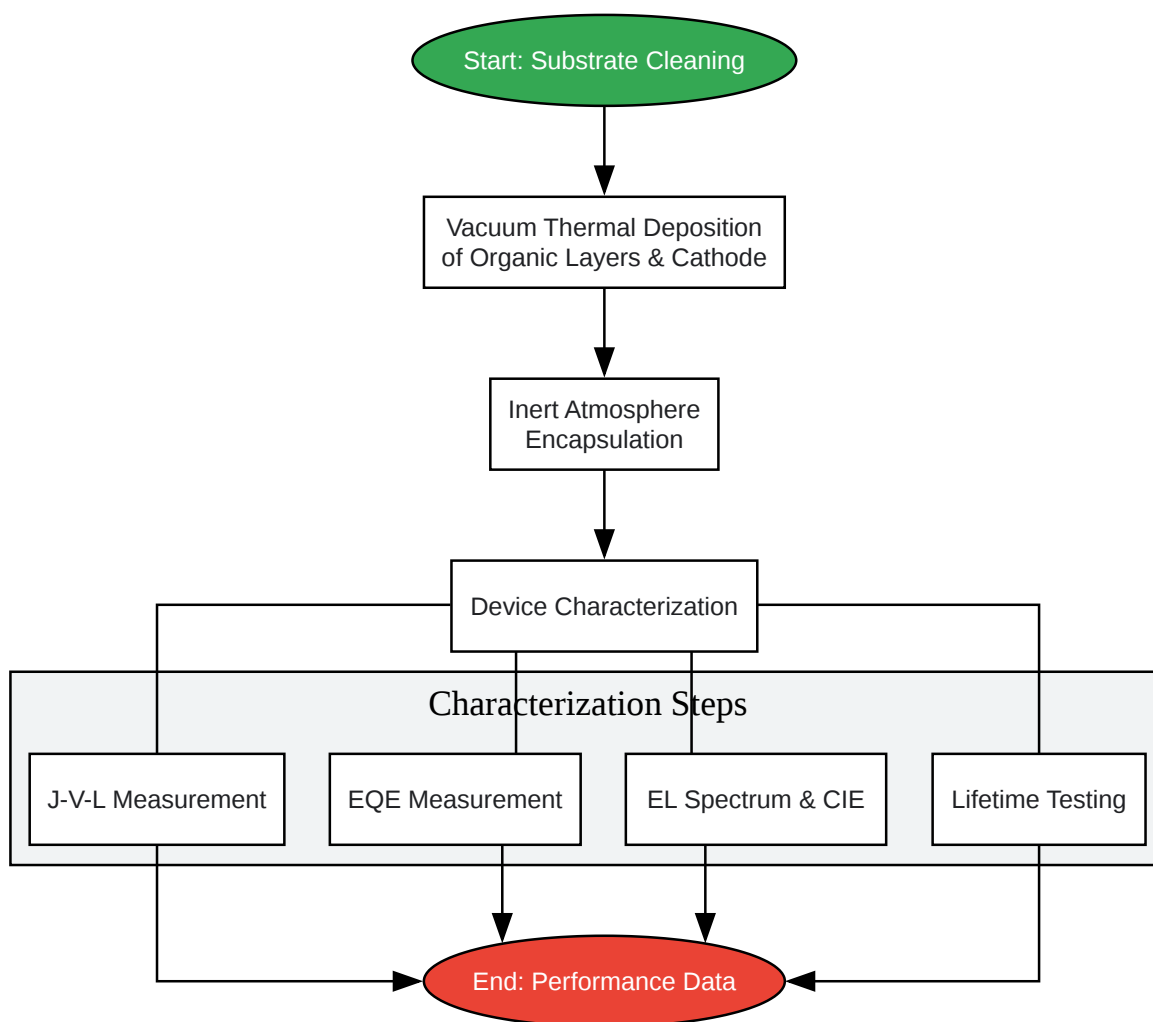 Start: Substrate Cleaning
Vacuum Thermal Deposition
of Organic Layers & Cathode
Inert Atmosphere
Encapsulation
Device Characterization
Characterization Steps
J-V-L Measurement
EQE Measurement
EL Spectrum & CIE
Lifetime Testing
End: Performance Data